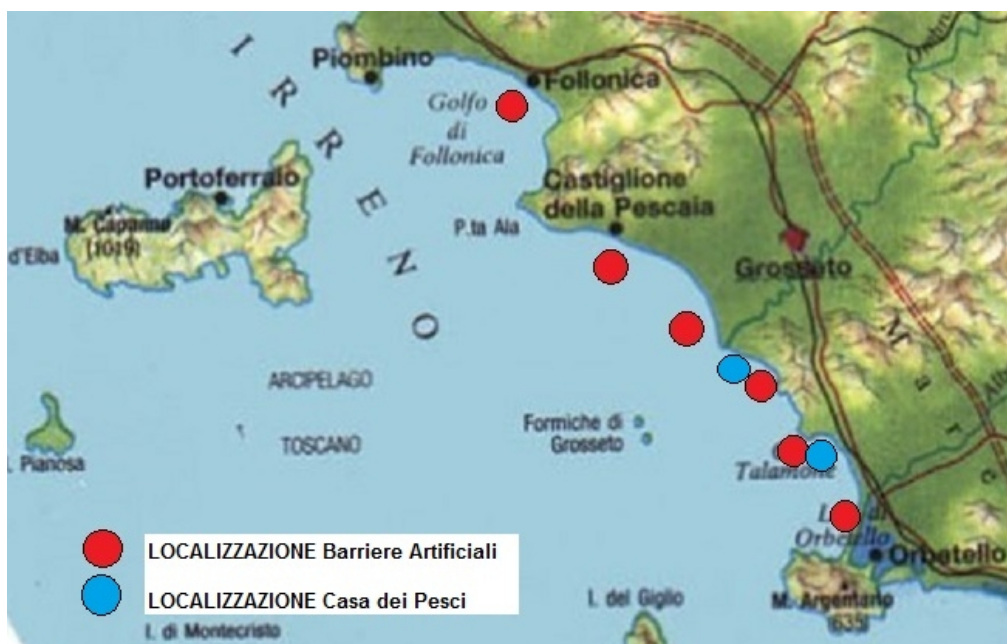 I R R E N O
Piombino
Follonica
Golfo
di
Follonica
Portoferraio
Castiglione
della Pescaia
P.ta Ala
M. Capanne
(1019)
d'Elba
Grosseto
M a r
ARCIPELAGO
TOSCANO
Formiche di
Grosseto
. Pianosa
Talamone
di
Orbetello
Orbetello
LOCALIZZAZIONE Barriere Artificiali
LOCALIZZAZIONE Casa dei Pesci
M. Argentario
(635)
I. del Giglio
I. di Montecristo